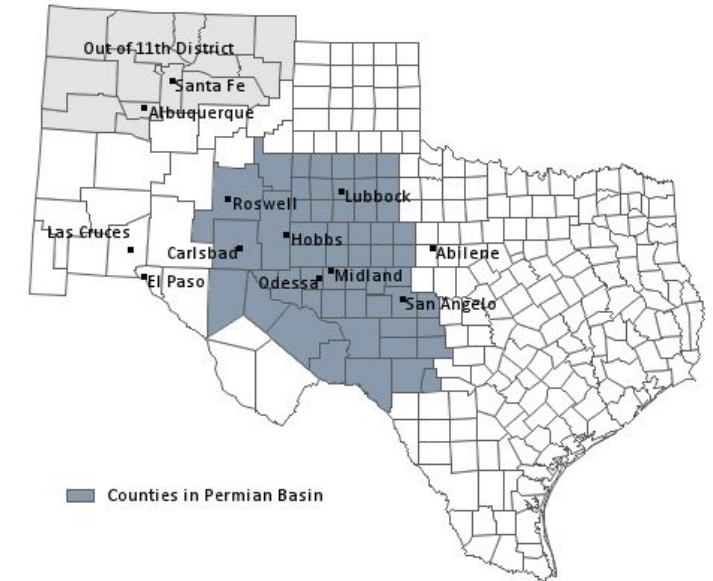 Out of 11th District
Santa Fe
Albuquerque
Roswell
Lubbock
Las Cruces
Hobbs
Carlsbad
Abilene
Midland
El Paso
Odessa
San Angelo
Counties in Permian Basin